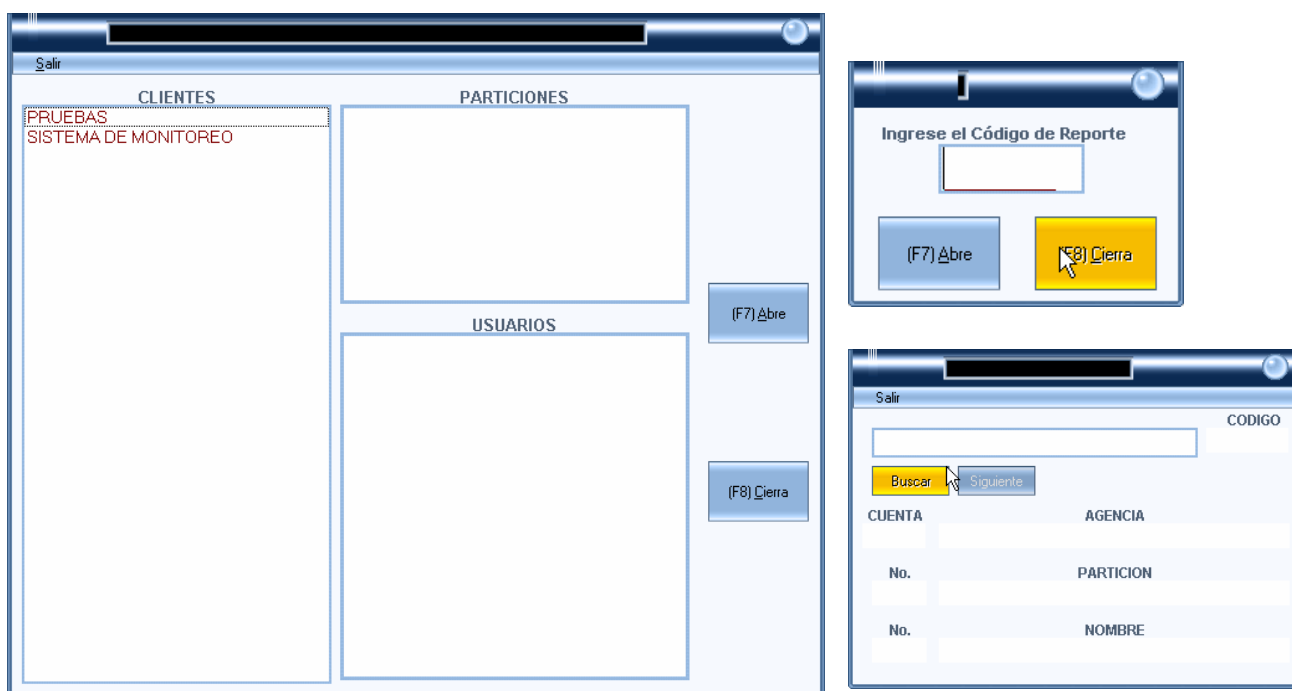 Salir
CLIENTES
PRUEBAS
SISTEMA DE MONITOREO
PARTICIONES
USUARIOS
(F7) Abre
(F8) Cierra
Ingrese el Código de Reporte
(F7) Abre
(F8) Cierra
Salir
CODIGO
Buscar
Siguiente
CUENTA
AGENCIA
No.
PARTICION
No.
NOMBRE